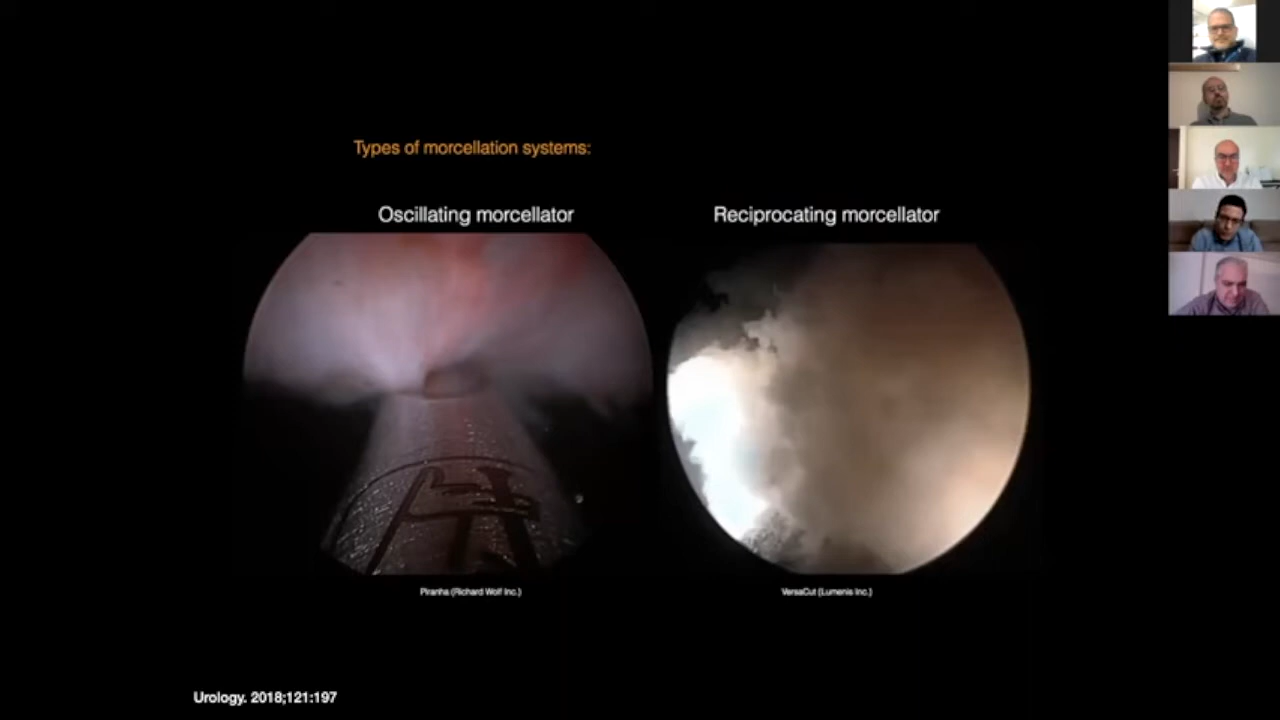 Types of morcellation systems:
Oscillating morcellator
Reciprocating morcellator
Piranha (Richard Wolf Inc.)
VersaCut (Lumenis Inc.)
Urology. 2018;121:197